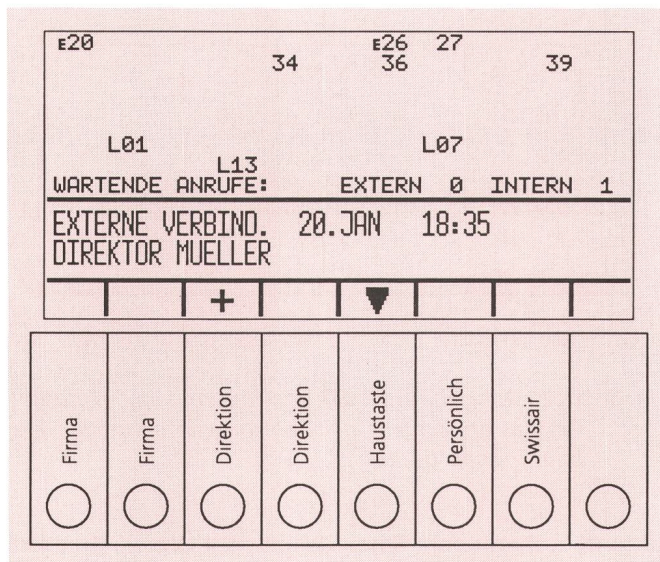 E20 E26 27
34 36 39
L01 L07
L13
WARTENDE ANRUFE: EXTERN 0 INTERN 1
EXTERNE VERBIND. 20.JAN 18:35
DIREKTOR MUELLER
+
Firma
Firma
Direktion
Direktion
Haustaste
Persönlich
Swissair